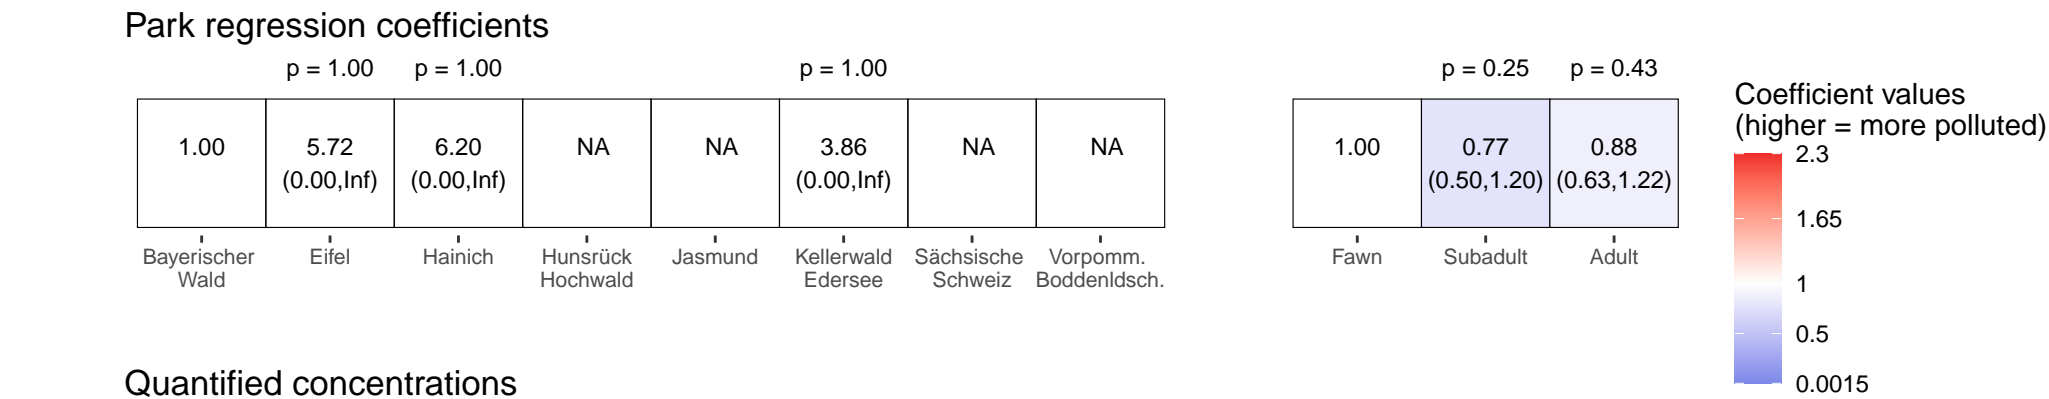 Park regression coefficients
p = 1.00 p = 1.00 p = 1.00 p = 0.25 p = 0.43
1.00 5.72 6.20 NA NA 3.86 NA NA 1.00 0.77 0.88
(0.00,Inf) (0.00,Inf) (0.00,Inf) (0.50,1.20) (0.63,1.22)
Bayerischer Eifel Hainich Hunsrück Jasmund Kellerwald Sächsische Vorpomm. Fawn Subadult Adult
Wald Hochwald Edersee Schweiz Boddenldsch.
Coefficient values
(higher = more polluted)
2.3
1.65
1
0.5
0.0015
Quantified concentrations